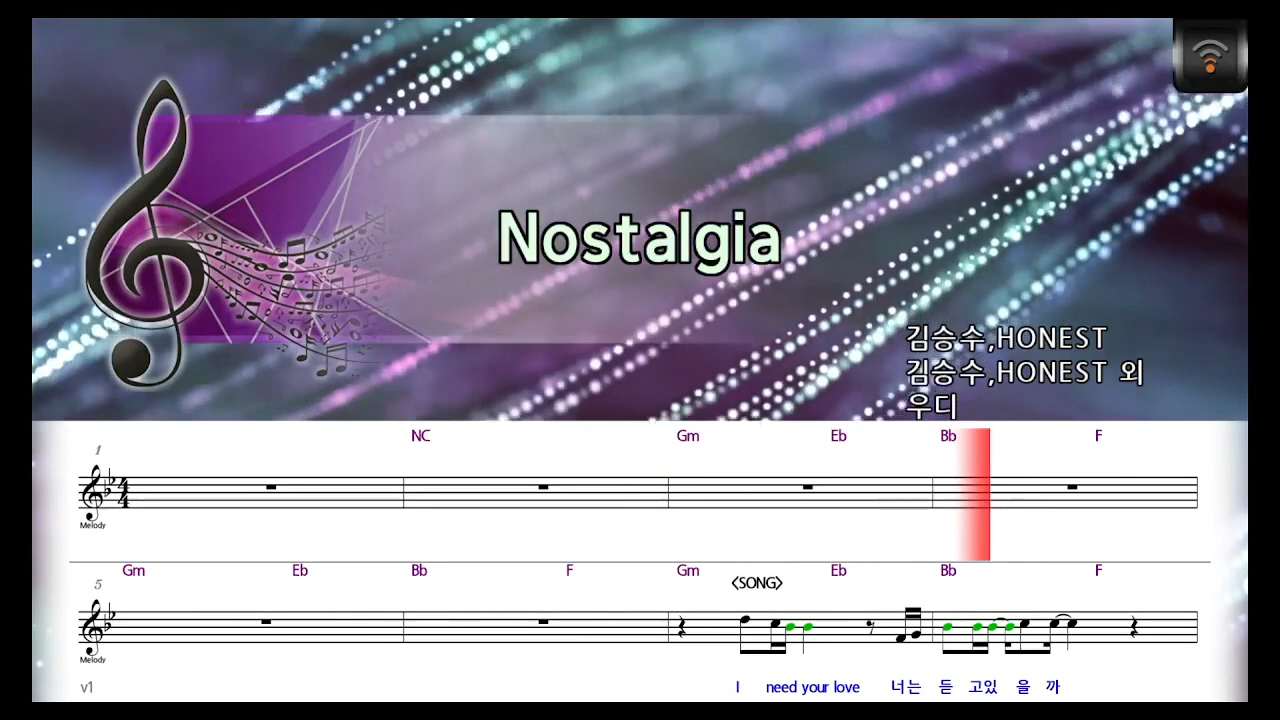 Nostalgia
김승수,HONEST
김승수,HONEST 외
우디
NC Gm Eb Bb F
1
4
4
Melody
Gm Eb Bb F Gm Eb Bb F
5 <SONG>
Melody
v1 I need your love 너는 듣 고있 을 까